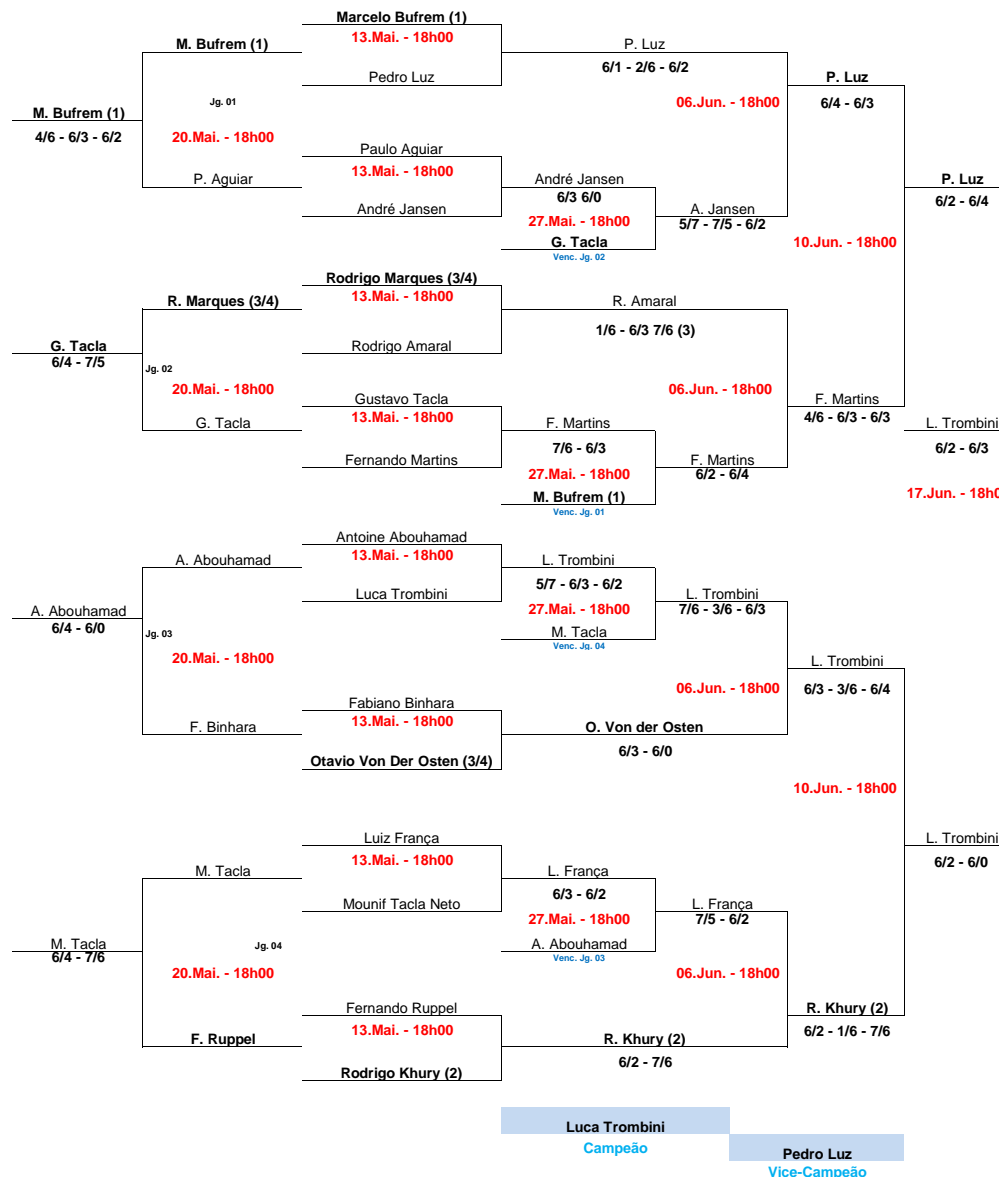 Marcelo Bufrem (1)
13.Mai. - 18h00
M. Bufrem (1)
P. Luz
6/1 - 2/6 - 6/2
Pedro Luz
P. Luz
06.Jun. - 18h00
6/4 - 6/3
Jg. 01
M. Bufrem (1)
4/6 - 6/3 - 6/2
20.Mai. - 18h00
Paulo Aguiar
13.Mai. - 18h00
P. Aguiar
André Jansen
P. Luz
6/3 6/0
6/2 - 6/4
André Jansen
A. Jansen
27.Mai. - 18h00
5/7 - 7/5 - 6/2
G. Tacla
10.Jun. - 18h00
Venc. Jg. 02
Rodrigo Marques (3/4)
13.Mai. - 18h00
R. Marques (3/4)
R. Amaral
1/6 - 6/3 7/6 (3)
G. Tacla
Rodrigo Amaral
6/4 - 7/5
Jg. 02
20.Mai. - 18h00
06.Jun. - 18h00
Gustavo Tacla
F. Martins
13.Mai. - 18h00
4/6 - 6/3 - 6/3
G. Tacla
F. Martins
L. Trombini
7/6 - 6/3
6/2 - 6/3
Fernando Martins
F. Martins
27.Mai. - 18h00
6/2 - 6/4
M. Bufrem (1)
17.Jun. - 18h0
Venc. Jg. 01
Antoine Abouhamad
13.Mai. - 18h00
A. Abouhamad
L. Trombini
5/7 - 6/3 - 6/2
Luca Trombini
L. Trombini
A. Abouhamad
27.Mai. - 18h00
7/6 - 3/6 - 6/3
6/4 - 6/0
Jg. 03
M. Tacla
Venc. Jg. 04
20.Mai. - 18h00
L. Trombini
06.Jun. - 18h00
6/3 - 3/6 - 6/4
Fabiano Binhara
13.Mai. - 18h00
F. Binhara
O. Von der Osten
6/3 - 6/0
Otavio Von Der Osten (3/4)
10.Jun. - 18h00
Luiz França
L. Trombini
13.Mai. - 18h00
6/2 - 6/0
M. Tacla
L. França
6/3 - 6/2
Mounif Tacla Neto
L. França
27.Mai. - 18h00
7/5 - 6/2
M. Tacla
Jg. 04
A. Abouhamad
6/4 - 7/6
Venc. Jg. 03
20.Mai. - 18h00
06.Jun. - 18h00
Fernando Ruppel
R. Khury (2)
13.Mai. - 18h00
6/2 - 1/6 - 7/6
F. Ruppel
R. Khury (2)
6/2 - 7/6
Rodrigo Khury (2)
Luca Trombini
Campeão
Pedro Luz
Vice-Campeão